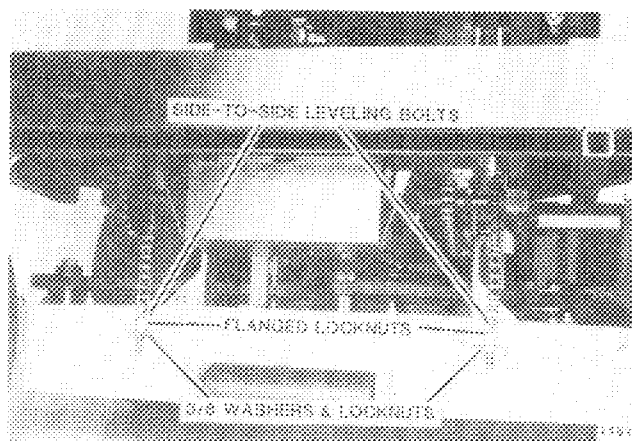 SIDE-TO-SIDE LEVELING BOLTS
FLANGED LOCKNUTS
3/8 WASHERS & LOCKNUTS